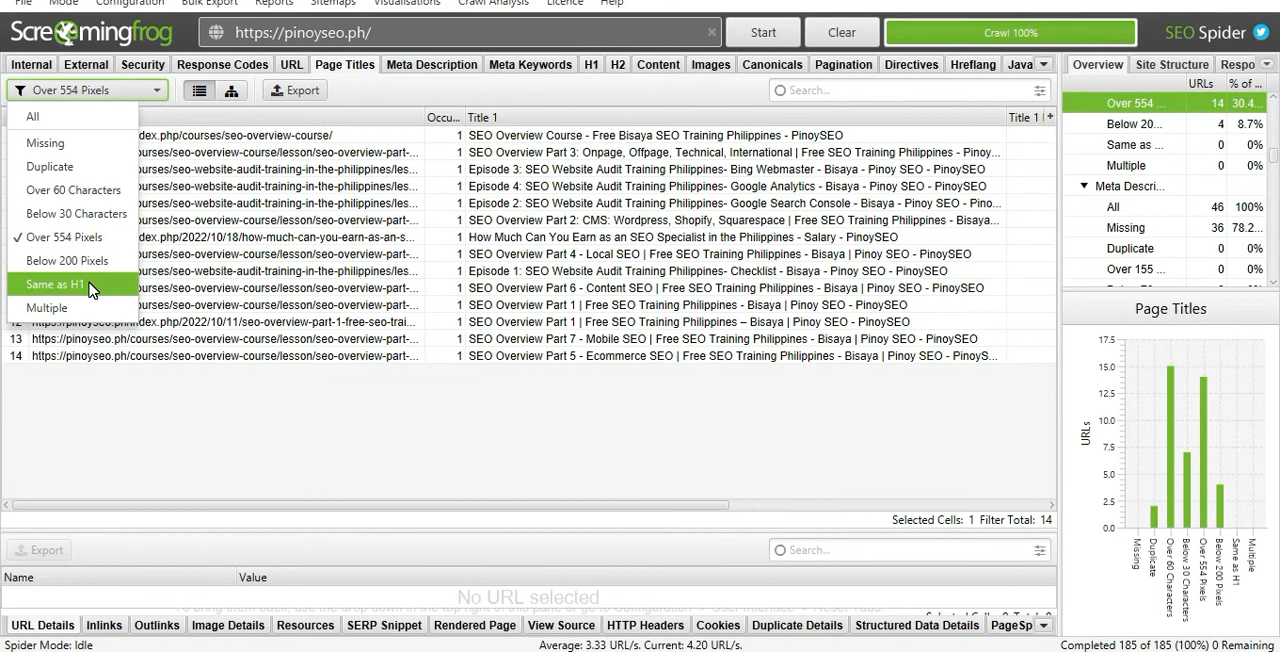 File Mode Configuration Bulk Export Reports Sitemaps Visualisations Crawl Analysis Licence Help
Screamingfrog https://pinoyseo.ph/ Start Clear Crawl 100% SEO Spider
Internal External Security Response Codes URL Page Titles Meta Description Meta Keywords H1 H2 Content Images Canonicals Pagination Directives Hreflang Java
Over 554 Pixels Export Search...
All
Missing
Duplicate
Over 60 Characters
Below 30 Characters
✓ Over 554 Pixels
Below 200 Pixels
Same as H1
Multiple
Occu... Title 1 Title 1 +
ndex.php/courses/seo-overview-course/ 1 SEO Overview Course - Free Bisaya SEO Training Philippines - PinoySEO
ourses/seo-overview-course/lesson/seo-overview-part-... 1 SEO Overview Part 3: Onpage, Offpage, Technical, International | Free SEO Training Philippines - Pinoy...
ourses/seo-website-audit-training-in-the-philippines/les... 1 Episode 3: SEO Website Audit Training Philippines- Bing Webmaster - Bisaya - Pinoy SEO
ourses/seo-website-audit-training-in-the-philippines/les... 1 Episode 4: SEO Website Audit Training Philippines- Google Analytics - Bisaya - Pinoy SEO
ourses/seo-website-audit-training-in-the-philippines/les... 1 Episode 2: SEO Website Audit Training Philippines- Google Search Console - Bisaya - Pinoy SEO
ourses/seo-overview-course/lesson/seo-overview-part-... 1 SEO Overview Part 2: CMS: Wordpress, Shopify, Squarespace | Free SEO Training Philippines - Bisaya...
ndex.php/2022/10/18/how-much-can-you-earn-as-an-s... 1 How Much Can You Earn as an SEO Specialist in the Philippines - Salary - PinoySEO
ourses/seo-overview-course/lesson/seo-overview-part-... 1 SEO Overview Part 4 - Local SEO | Free SEO Training Philippines - Bisaya | Pinoy SEO - PinoySEO
ourses/seo-website-audit-training-in-the-philippines/les... 1 Episode 1: SEO Website Audit Training Philippines- Checklist - Bisaya - Pinoy SEO
ourses/seo-overview-course/lesson/seo-overview-part-... 1 SEO Overview Part 6 - Content SEO | Free SEO Training Philippines - Bisaya | Pinoy SEO - PinoySEO
ourses/seo-overview-course/lesson/seo-overview-part-... 1 SEO Overview Part 1 | Free SEO Training Philippines - Bisaya | Pinoy SEO - PinoySEO
12 https://pinoyseo.ph/index.php/2022/10/11/seo-overview-part-1-free-seo-trai... 1 SEO Overview Part 1 | Free SEO Training Philippines – Bisaya | Pinoy SEO - PinoySEO
13 https://pinoyseo.ph/courses/seo-overview-course/lesson/seo-overview-part-... 1 SEO Overview Part 7 - Mobile SEO | Free SEO Training Philippines - Bisaya | Pinoy SEO - PinoySEO
14 https://pinoyseo.ph/courses/seo-overview-course/lesson/seo-overview-part-... 1 SEO Overview Part 5 - Ecommerce SEO | Free SEO Training Philippines - Bisaya | Pinoy SEO - PinoyS...
Selected Cells: 1 Filter Total: 14
Export Search...
Name Value
No URL selected
URL Details Inlinks Outlinks Image Details Resources SERP Snippet Rendered Page View Source HTTP Headers Cookies Duplicate Details Structured Data Details PageSp
Spider Mode: Idle Average: 3.33 URL/s. Current: 4.20 URL/s. Completed 185 of 185 (100%) 0 Remaining
Overview Site Structure Respo
URLs % of ...
Over 554 ... 14 30.4...
Below 20... 4 8.7%
Same as ... 0 0%
Multiple 0 0%
Meta Descri...
All 46 100%
Missing 36 78.2...
Duplicate 0 0%
Over 155 ... 0 0%
Page Titles
17.5
15.0
12.5
10.0
7.5
5.0
2.5
0.0
URLs
Missing
Duplicate
Over 60 Characters
Below 30 Characters
Over 554 Pixels
Below 200 Pixels
Same as H1
Multiple